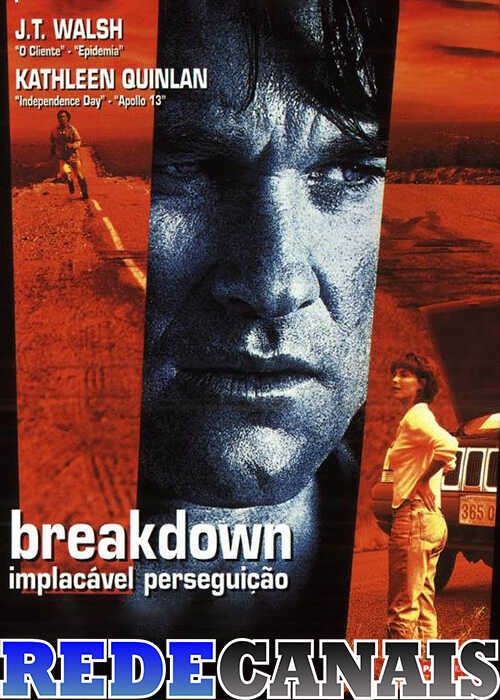 J.T. WALSH
"O Cliente" - "Epidemia"
KATHLEEN QUINLAN
"Independence Day" - "Apollo 13"
365 0
breakdown
implacável perseguição
REDECANAIS